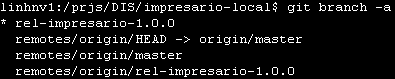 linhnv1:/prjs/DIS/impresario-local$ git branch -a
* rel-impresario-1.0.0
remotes/origin/HEAD -> origin/master
remotes/origin/master
remotes/origin/rel-impresario-1.0.0